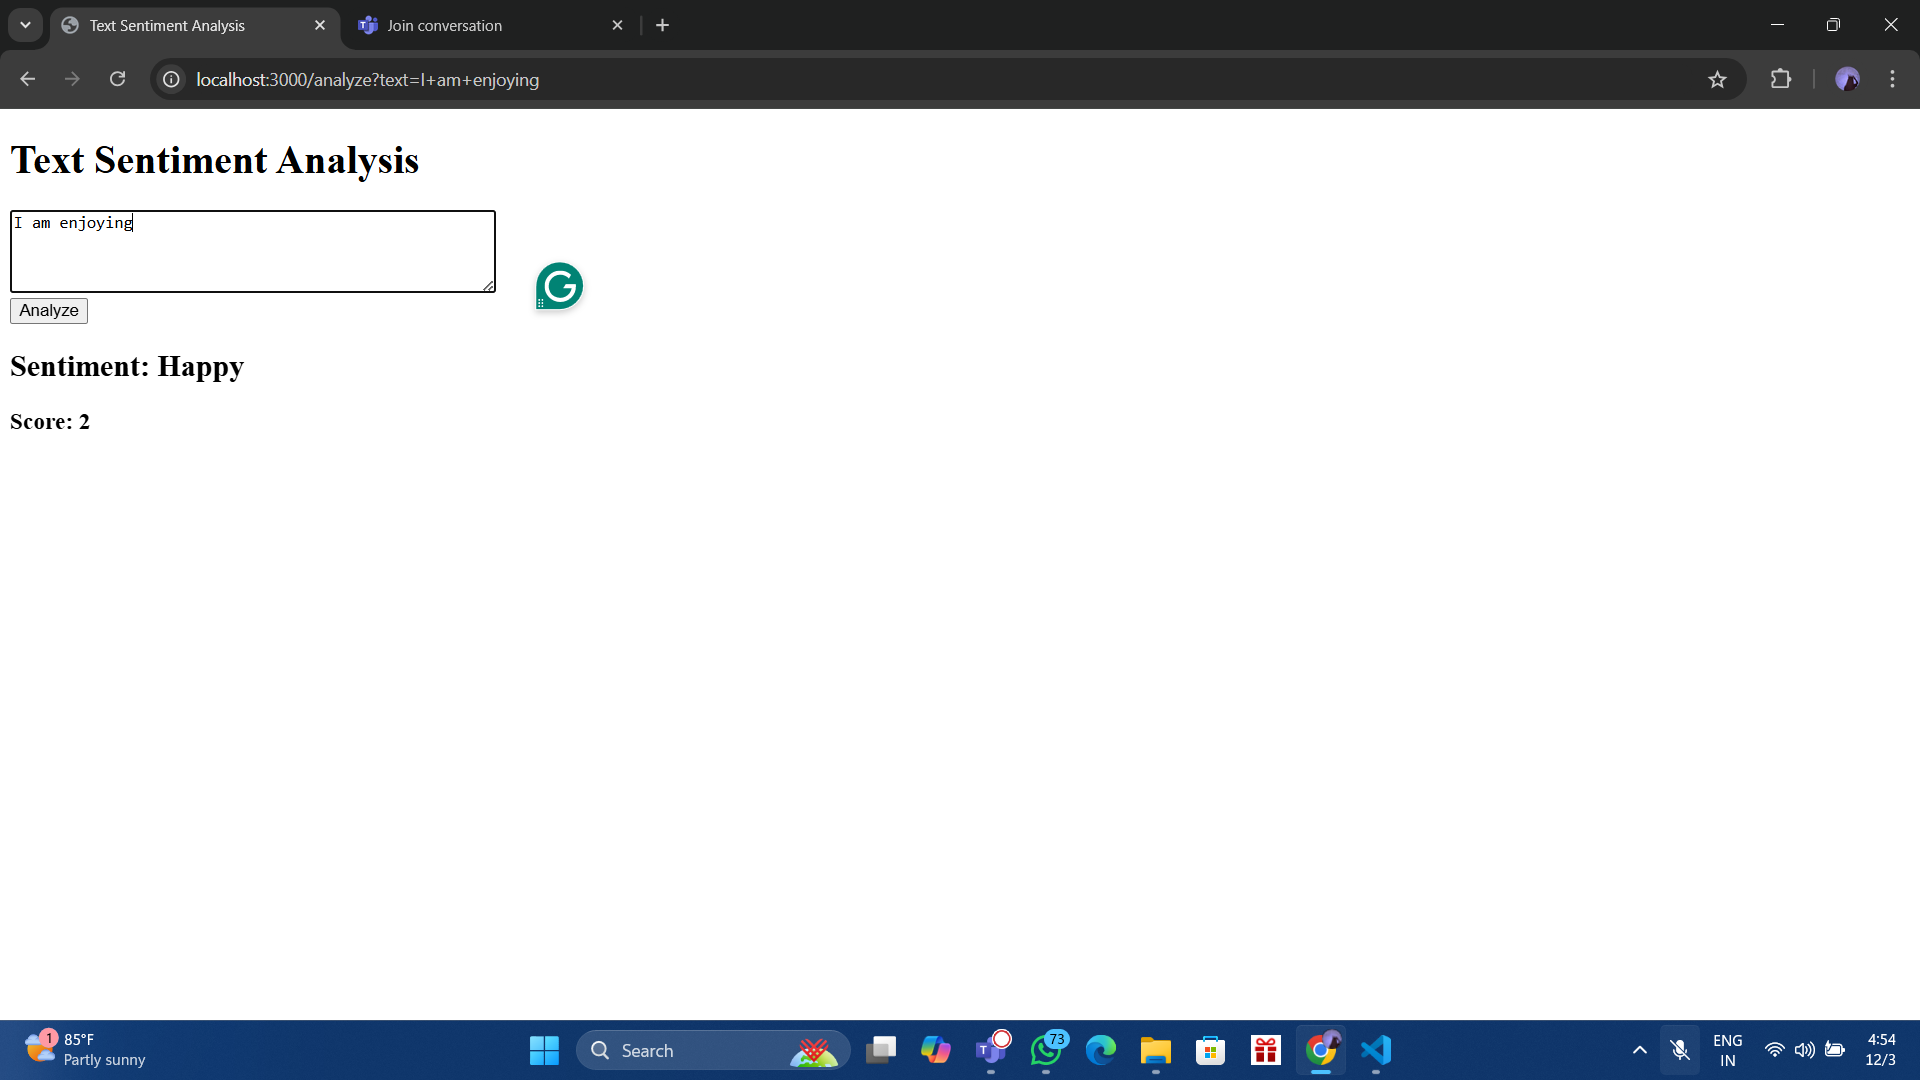 Text Sentiment Analysis
Join conversation
localhost:3000/analyze?text=I+am+enjoying
Text Sentiment Analysis
I am enjoying
Analyze
Sentiment: Happy
Score: 2
1
85°F
Partly sunny
Search
T
73
ENG
IN
4:54
12/3